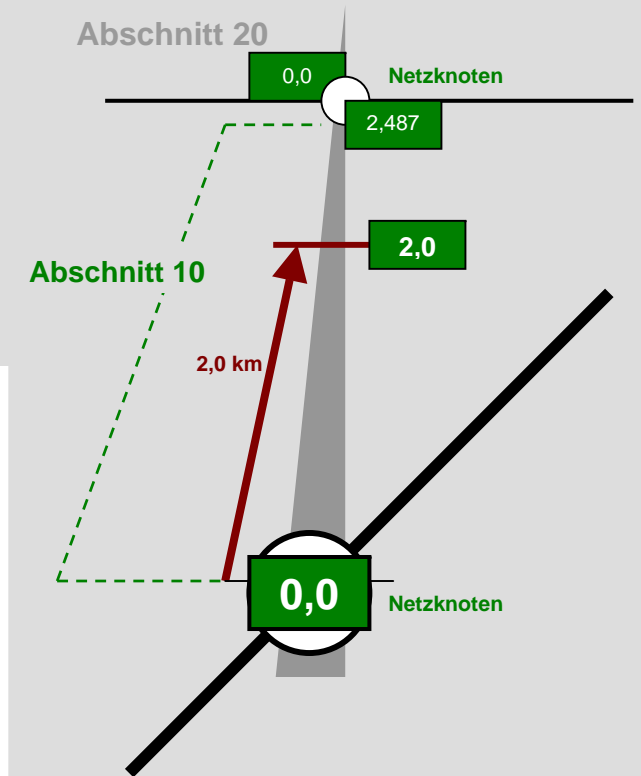 Abschnitt 20
0,0
Netzknoten
2,487
2,0
Abschnitt 10
2,0 km
0,0
Netzknoten